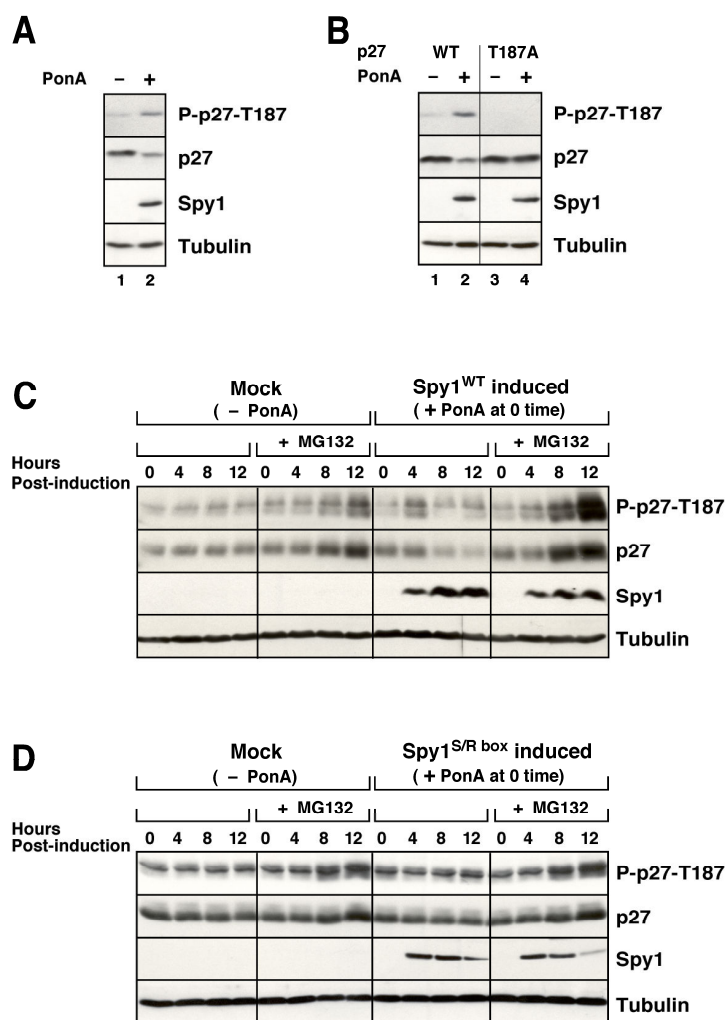 A
PonA − +
P-p27-T187
p27
Spy1
Tubulin
1 2
B
p27 WT T187A
PonA − + − +
P-p27-T187
p27
Spy1
Tubulin
1 2 3 4
C
Mock Spy1WT induced
( − PonA) ( + PonA at 0 time)
+ MG132 + MG132
Hours
Post-induction 0 4 8 12 0 4 8 12 0 4 8 12 0 4 8 12
P-p27-T187
p27
Spy1
Tubulin
D
Mock Spy1S/R box induced
( − PonA) ( + PonA at 0 time)
+ MG132 + MG132
Hours
Post-induction 0 4 8 12 0 4 8 12 0 4 8 12 0 4 8 12
P-p27-T187
p27
Spy1
Tubulin